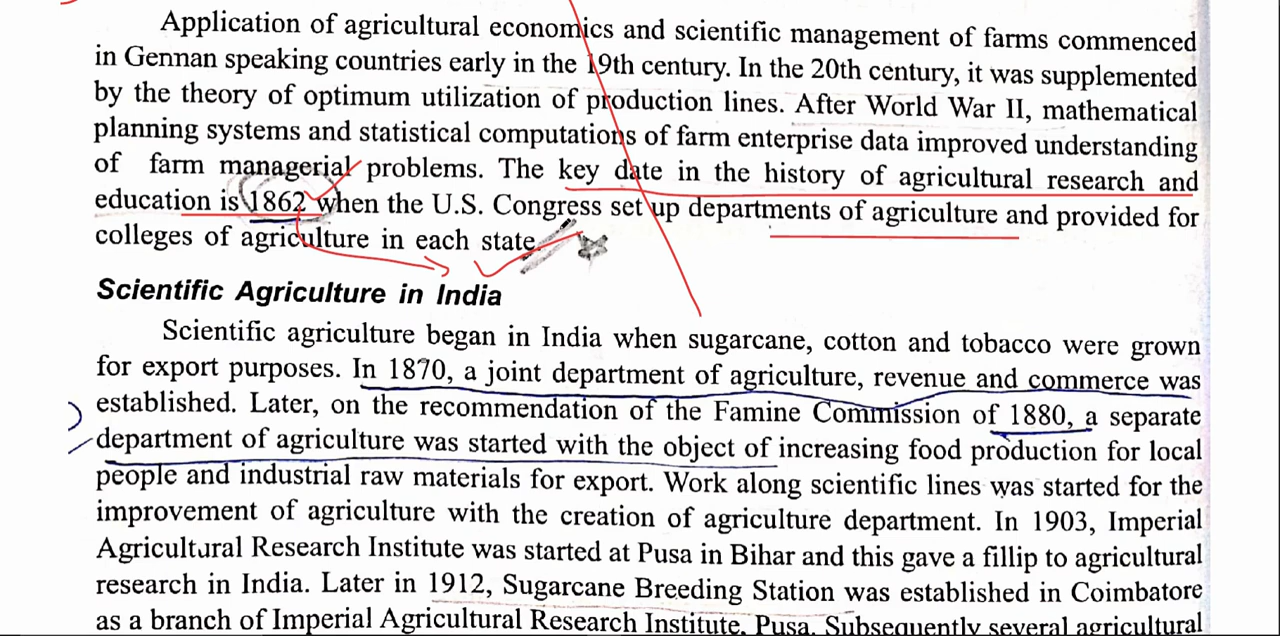 Application of agricultural economics and scientific management of farms commenced
in Gennan speaking countries early in the 19th century. In the 20th century, it was supplemented
by the theory of optimum utilization of production lines. After World War II, mathematical
planning systems and statistical computations of farm enterprise data improved understanding
of farm managerial problems. The key date in the history of agricultural research and
education is 1862 when the U.S. Congress set up departments of agriculture and provided for
colleges of agriculture in each state.
Scientific Agriculture in India
Scientific agriculture began in India when sugarcane, cotton and tobacco were grown
for export purposes. In 1870, a joint department of agriculture, revenue and commerce was
established. Later, on the recommendation of the Famine Commission of 1880, a separate
department of agriculture was started with the object of increasing food production for local
people and industrial raw materials for export. Work along scientific lines was started for the
improvement of agriculture with the creation of agriculture department. In 1903, Imperial
Agricultural Research Institute was started at Pusa in Bihar and this gave a fillip to agricultural
research in India. Later in 1912, Sugarcane Breeding Station was established in Coimbatore
as a branch of Imperial Agricultural Research Institute, Pusa. Subsequently several agricultural